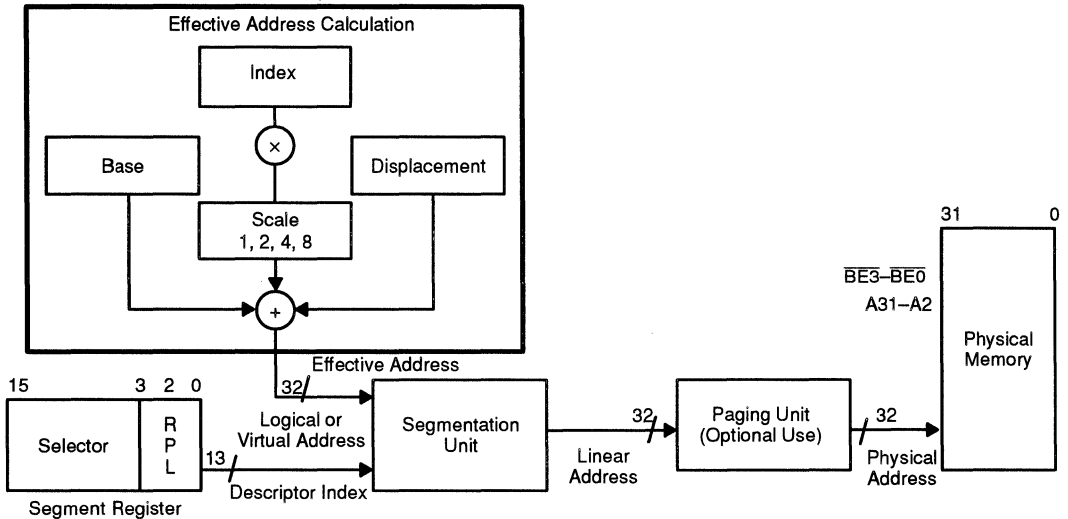 Effective Address Calculation
Index
×
Base
Displacement
Scale
1, 2, 4, 8
+
31 0
BE3–BE0
A31–A2
Physical
Memory
Effective Address
15 3 2 0
32
Logical or
Virtual Address
Selector
R
P
L
13
Descriptor Index
Segment Register
Segmentation
Unit
32
Linear
Address
Paging Unit
(Optional Use)
32
Physical
Address